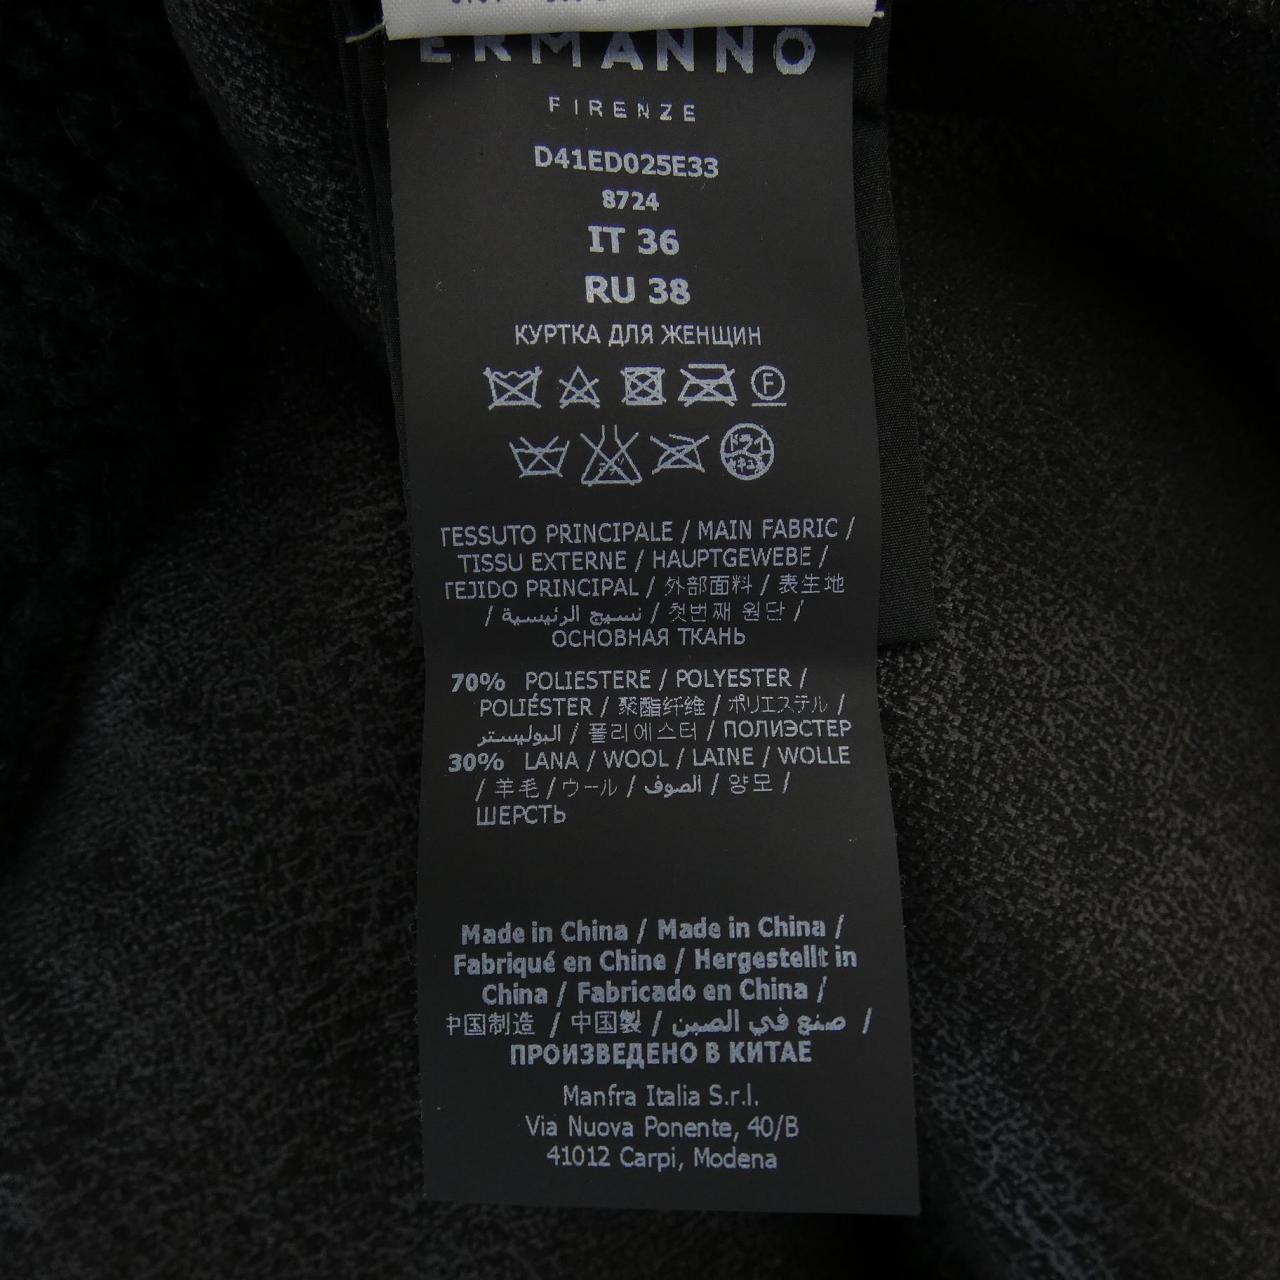 ERMANNO
FIRENZE
D41ED025E33
8724
IT 36
RU 38
КУРТКА ДЛЯ ЖЕНЩИН
F
ドライ
TESSUTO PRINCIPALE / MAIN FABRIC /
TISSU EXTERNE / HAUPTGEWEBE /
TEJIDO PRINCIPAL / 外部面料 / 表生地
/ نسيج الرئيسية / 첫번째 원단 /
ОСНОВНАЯ ТКАНЬ
70% POLIESTERE / POLYESTER /
POLIÉSTER / 聚酯纤维 / ポリエステル /
البوليستر / 폴리에스터 / ПОЛИЭСТЕР
30% LANA / WOOL / LAINE / WOLLE
/ 羊毛 / ウール / الصوف / 양모 /
ШЕРСТЬ
Made in China / Made in China /
Fabriqué en Chine / Hergestellt in
China / Fabricado en China /
中国制造 / 中国製 / صنع في الصين /
ПРОИЗВЕДЕНО В КИТАЕ
Manfra Italia S.r.l.
Via Nuova Ponente, 40/B
41012 Carpi, Modena